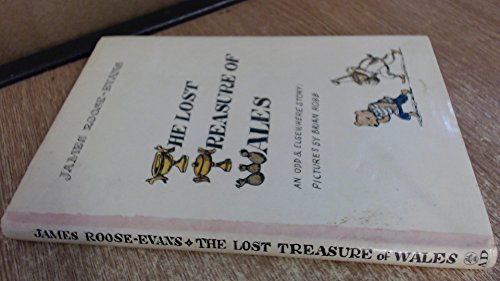 JAMES ROOSE-EVANS
THE LOST
TREASURE OF
WALES
AN ODD & ELSEWHERE STORY.
PICTURES BY BRIAN ROBB
JAMES ROOSE-EVANS THE LOST TREASURE OF WALES AD